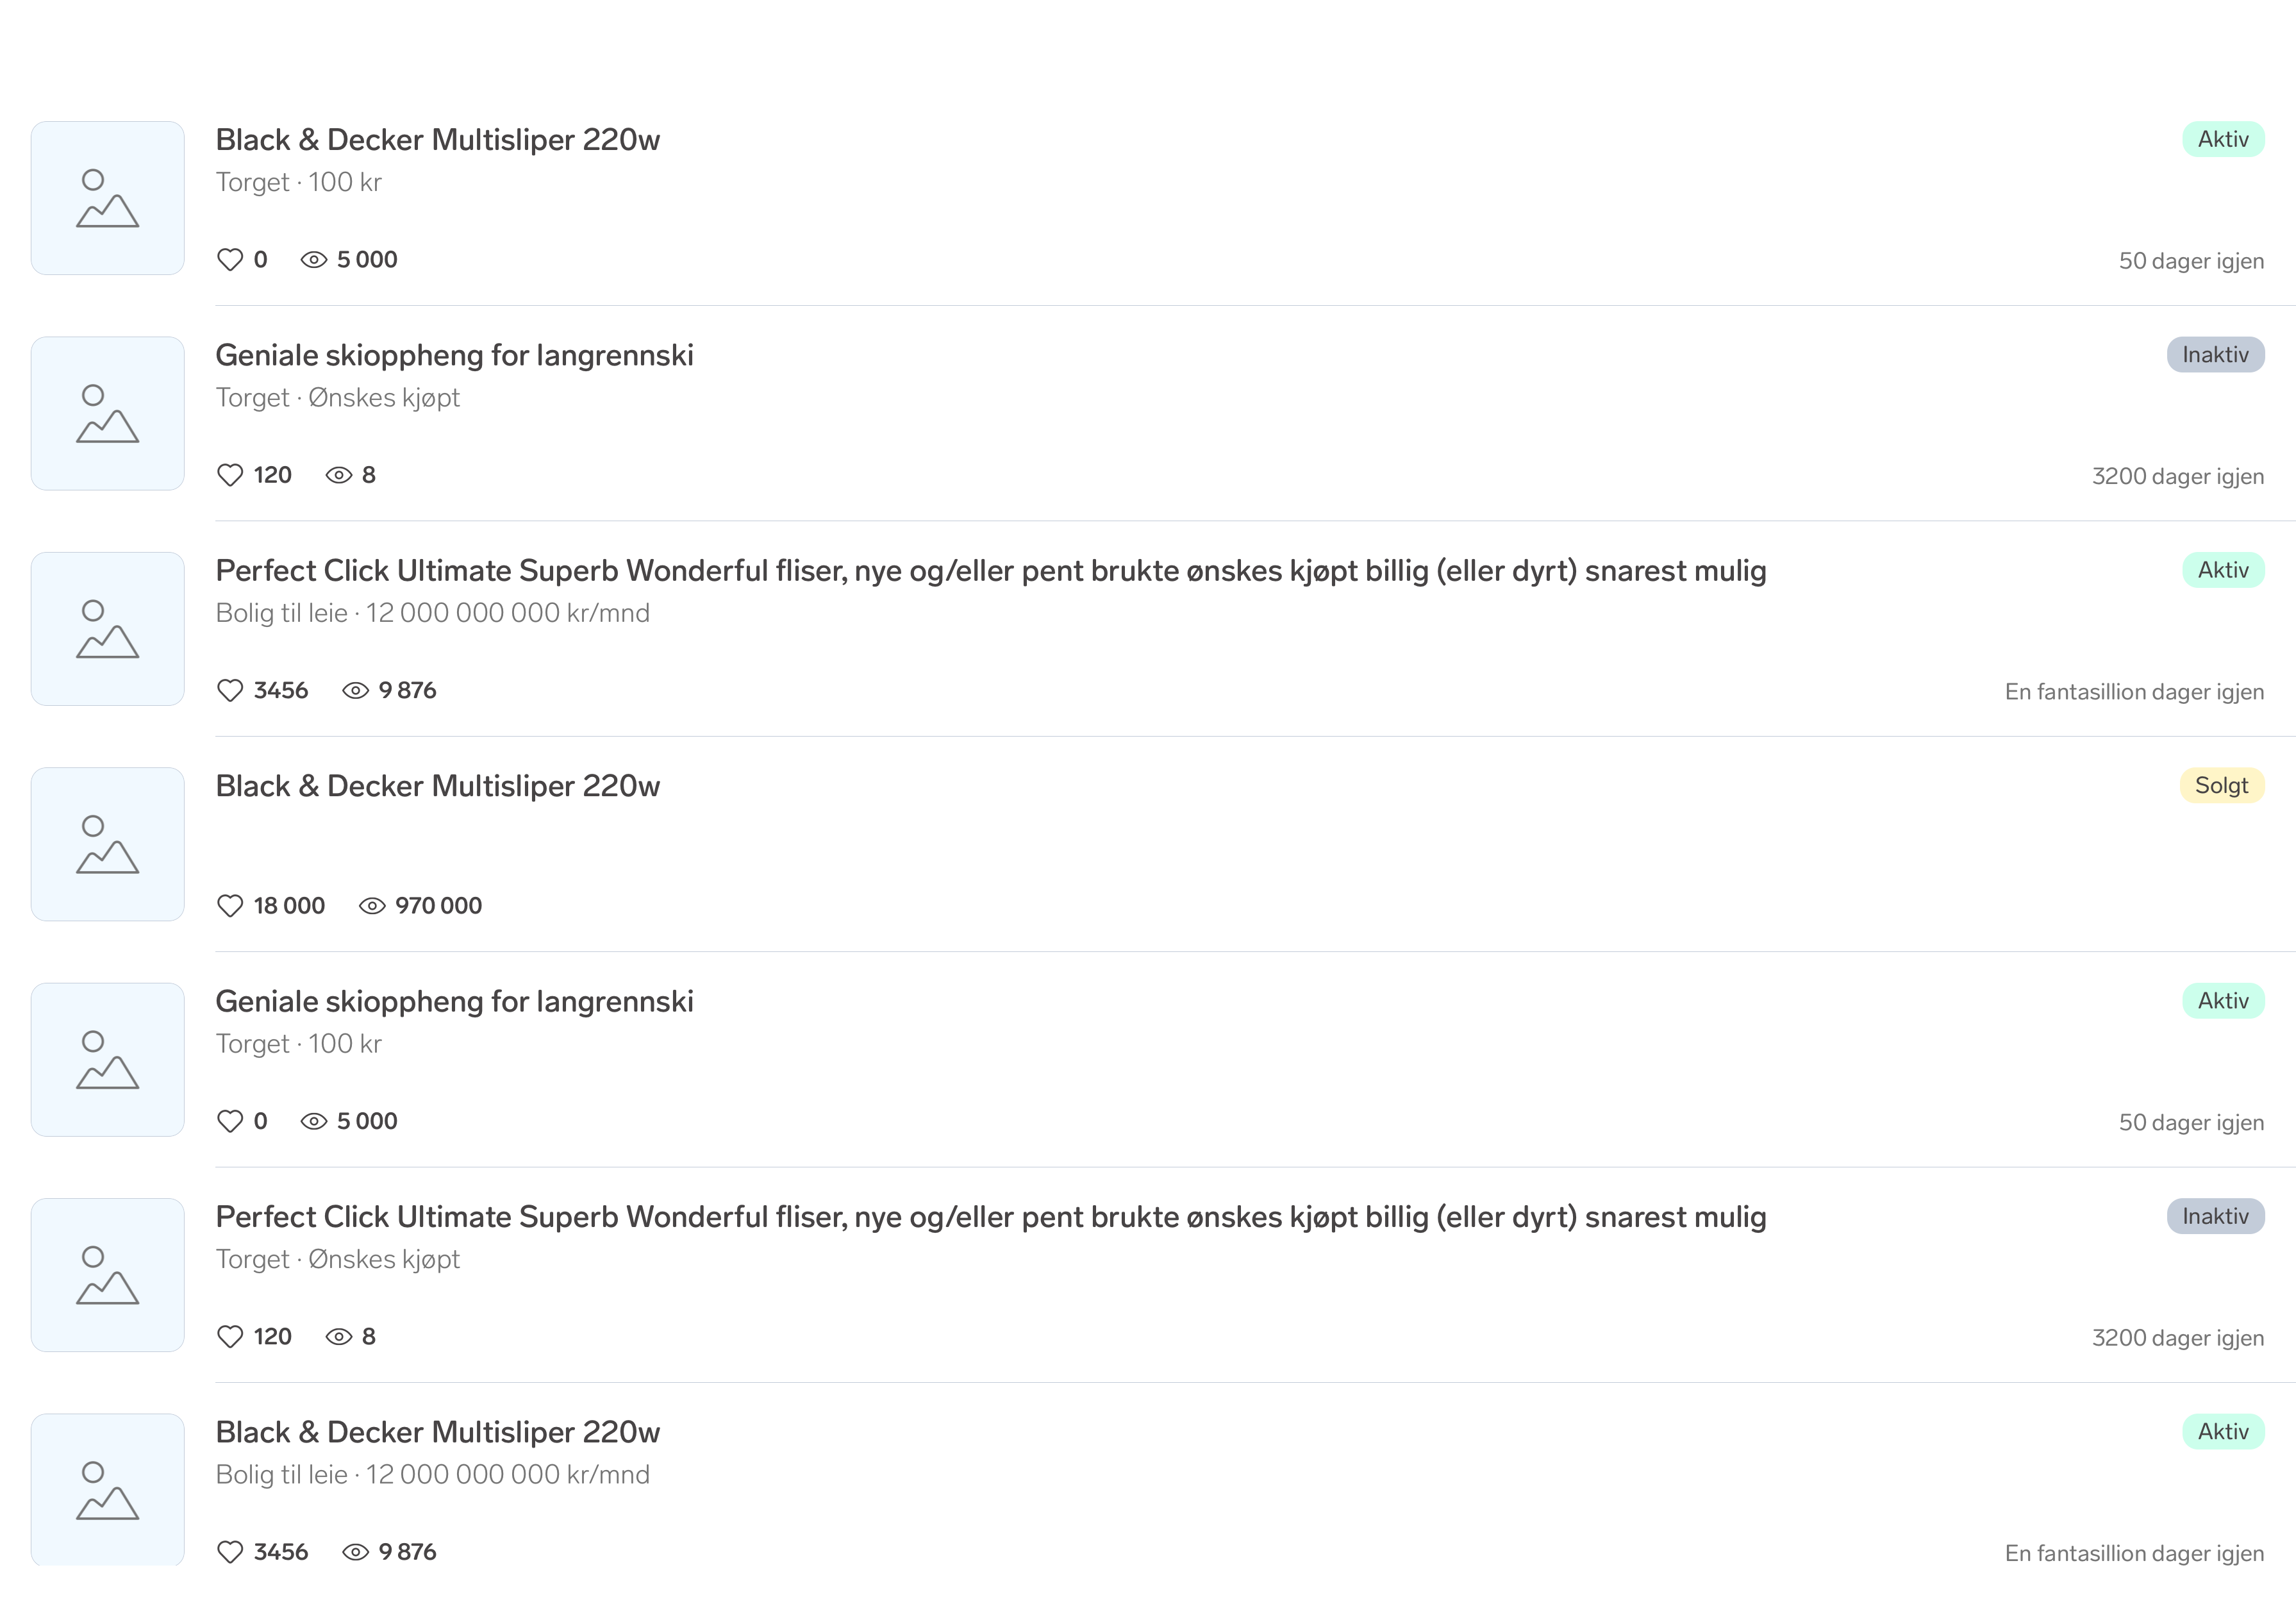 Black & Decker Multisliper 220w
Aktiv
Torget · 100 kr
0 5 000
50 dager igjen
Geniale skioppheng for langrennski
Inaktiv
Torget · Ønskes kjøpt
120 8
3200 dager igjen
Perfect Click Ultimate Superb Wonderful fliser, nye og/eller pent brukte ønskes kjøpt billig (eller dyrt) snarest mulig
Aktiv
Bolig til leie · 12 000 000 000 kr/mnd
3456 9 876
En fantasillion dager igjen
Black & Decker Multisliper 220w
Solgt
18 000 970 000
Geniale skioppheng for langrennski
Aktiv
Torget · 100 kr
0 5 000
50 dager igjen
Perfect Click Ultimate Superb Wonderful fliser, nye og/eller pent brukte ønskes kjøpt billig (eller dyrt) snarest mulig
Inaktiv
Torget · Ønskes kjøpt
120 8
3200 dager igjen
Black & Decker Multisliper 220w
Aktiv
Bolig til leie · 12 000 000 000 kr/mnd
3456 9 876
En fantasillion dager igjen